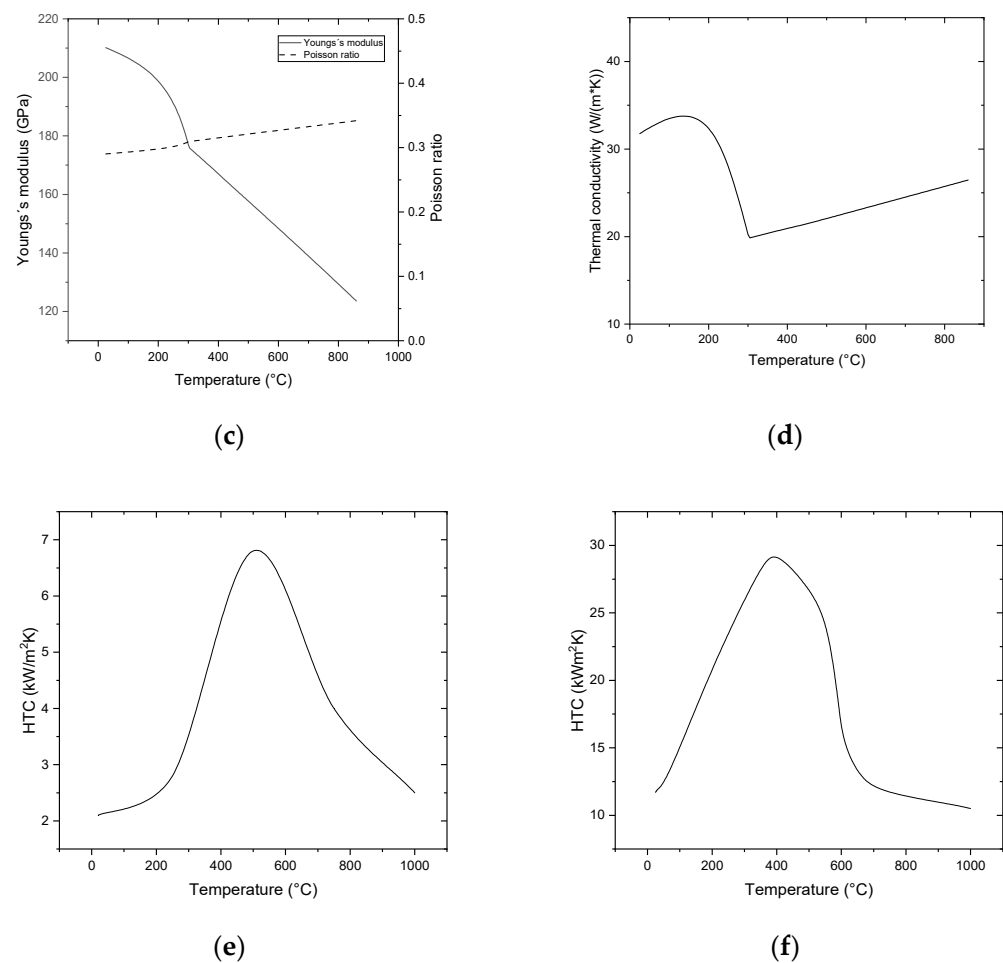 220
200
180
160
140
120
Youngs´s modulus (GPa)
0.5
0.4
0.3
0.2
0.1
0.0
Poisson ratio
Youngs´s modulus
Poisson ratio
0 200 400 600 800 1000
Temperature (°C)
(c)
40
30
20
10
Thermal conductivity (W/(m*K))
0 200 400 600 800
Temperature (°C)
(d)
7
6
5
4
3
2
HTC (kW/m²K)
0 200 400 600 800 1000
Temperature (°C)
(e)
30
25
20
15
10
HTC (kWm²K)
0 200 400 600 800 1000
Temperature (°C)
(f)